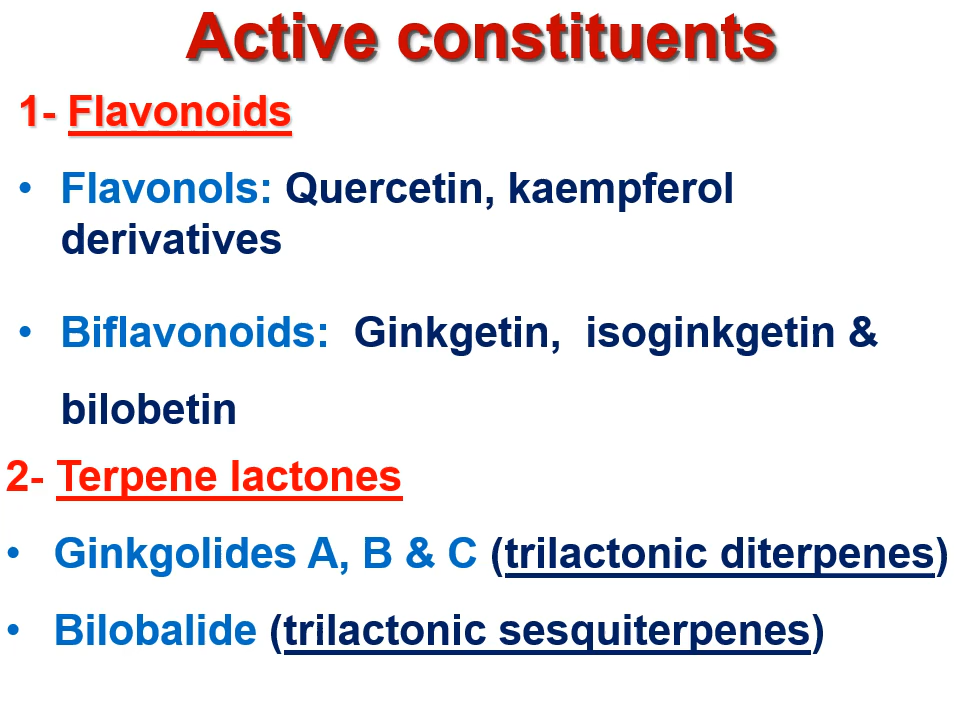 Active constituents
1- Flavonoids
• Flavonols: Quercetin, kaempferol
derivatives
• Biflavonoids: Ginkgetin, isoginkgetin &
bilobetin
2- Terpene lactones
• Ginkgolides A, B & C (trilactonic diterpenes)
• Bilobalide (trilactonic sesquiterpenes)